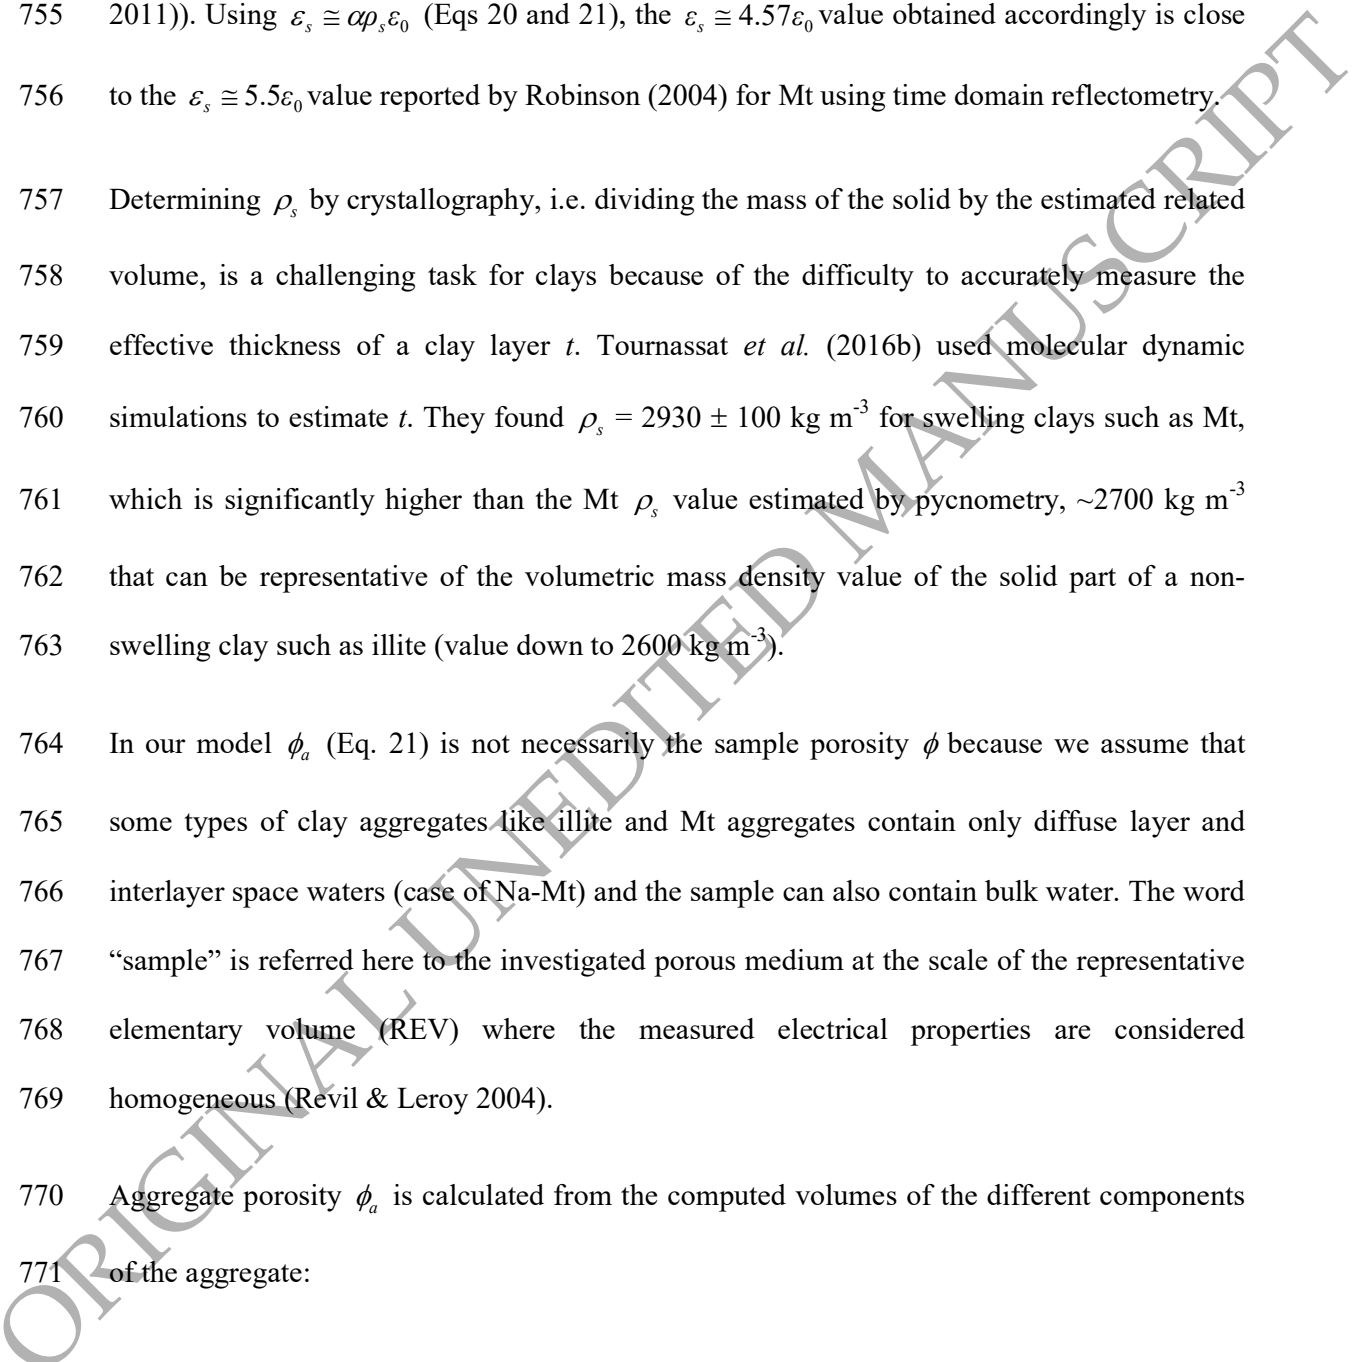 755 2011)). Using εₛ ≅ αρₛε₀ (Eqs 20 and 21), the εₛ ≅ 4.57ε₀ value obtained accordingly is close
756 to the εₛ ≅ 5.5ε₀ value reported by Robinson (2004) for Mt using time domain reflectometry.
757 Determining ρₛ by crystallography, i.e. dividing the mass of the solid by the estimated related
758 volume, is a challenging task for clays because of the difficulty to accurately measure the
759 effective thickness of a clay layer t. Tournassat et al. (2016b) used molecular dynamic
760 simulations to estimate t. They found ρₛ = 2930 ± 100 kg m⁻³ for swelling clays such as Mt,
761 which is significantly higher than the Mt ρₛ value estimated by pycnometry, ~2700 kg m⁻³
762 that can be representative of the volumetric mass density value of the solid part of a non-
763 swelling clay such as illite (value down to 2600 kg m⁻³).
764 In our model ϕₐ (Eq. 21) is not necessarily the sample porosity ϕ because we assume that
765 some types of clay aggregates like illite and Mt aggregates contain only diffuse layer and
766 interlayer space waters (case of Na-Mt) and the sample can also contain bulk water. The word
767 “sample” is referred here to the investigated porous medium at the scale of the representative
768 elementary volume (REV) where the measured electrical properties are considered
769 homogeneous (Revil & Leroy 2004).
770 Aggregate porosity ϕₐ is calculated from the computed volumes of the different components
771 of the aggregate:
ORIGINAL UNEDITED MANUSCRIPT